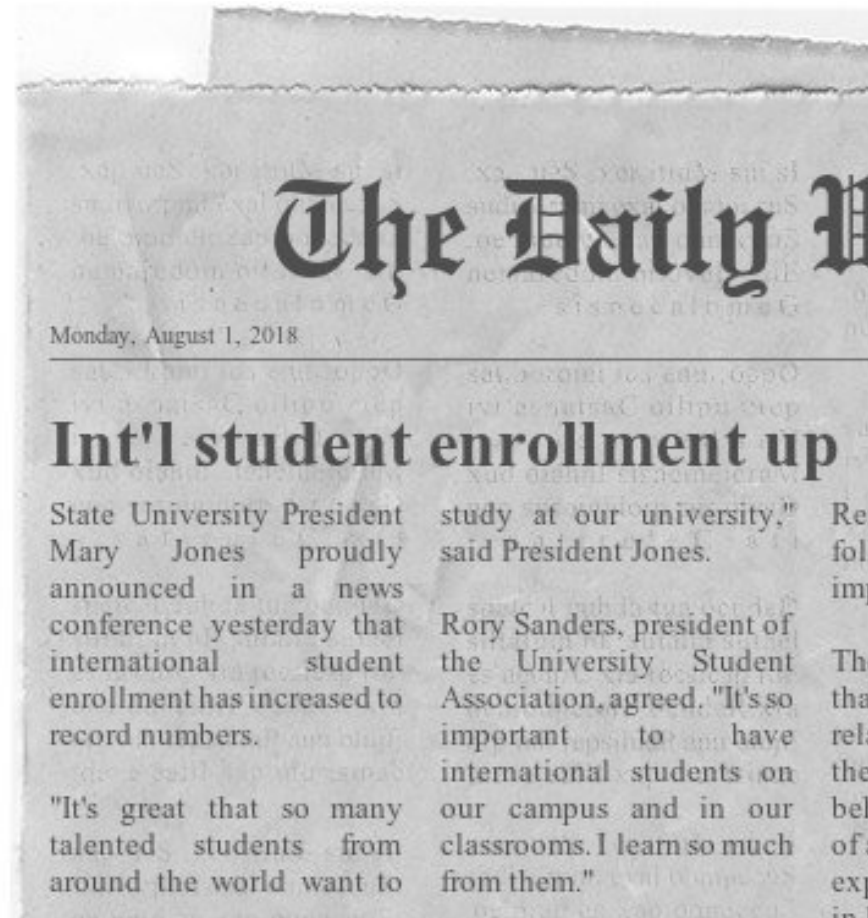 The Daily
Monday, August 1, 2018
Int'l student enrollment up
State University President
Mary Jones proudly
announced in a news
conference yesterday that
international student
enrollment has increased to
record numbers.
"It's great that so many
talented students from
around the world want to
study at our university,"
said President Jones.
Rory Sanders, president of
the University Student
Association, agreed. "It's so
important to have
international students on
our campus and in our
classrooms. I learn so much
from them."